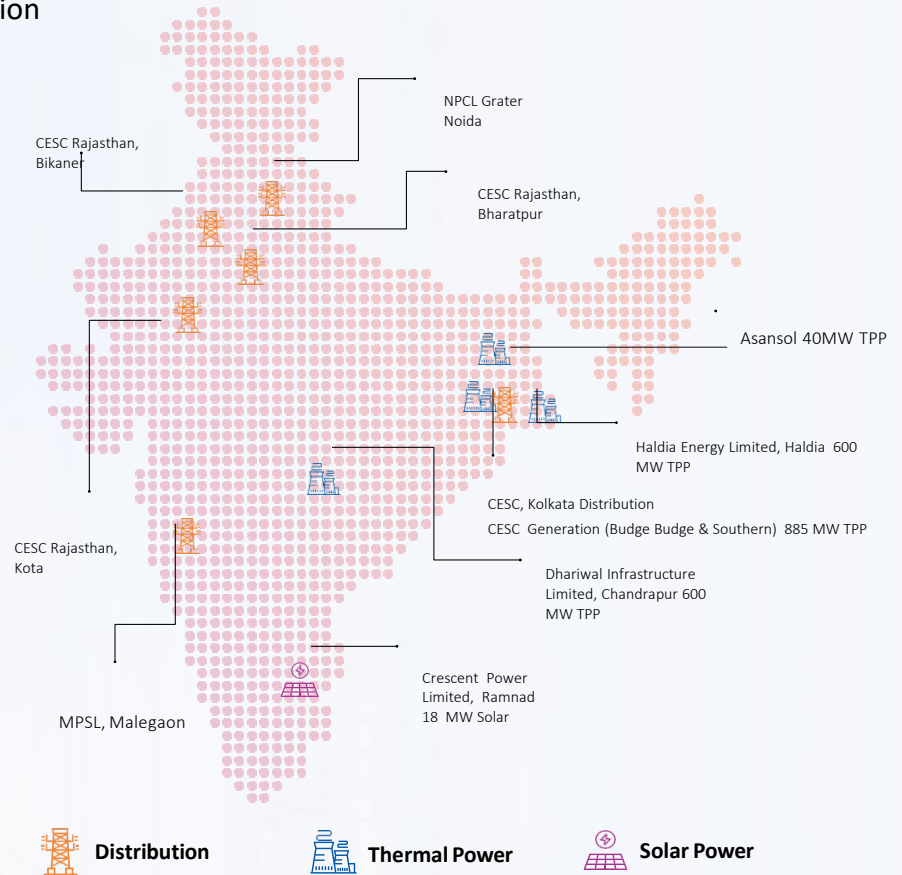 ion
NPCL Grater
Noida
CESC Rajasthan,
Bikaner
CESC Rajasthan,
Bharatpur
Asansol 40MW TPP
Haldia Energy Limited, Haldia 600
MW TPP
CESC, Kolkata Distribution
CESC Generation (Budge Budge & Southern) 885 MW TPP
CESC Rajasthan,
Kota
Dhariwal Infrastructure
Limited, Chandrapur 600
MW TPP
Crescent Power
Limited, Ramnad
18 MW Solar
MPSL, Malegaon
Distribution
Thermal Power
Solar Power